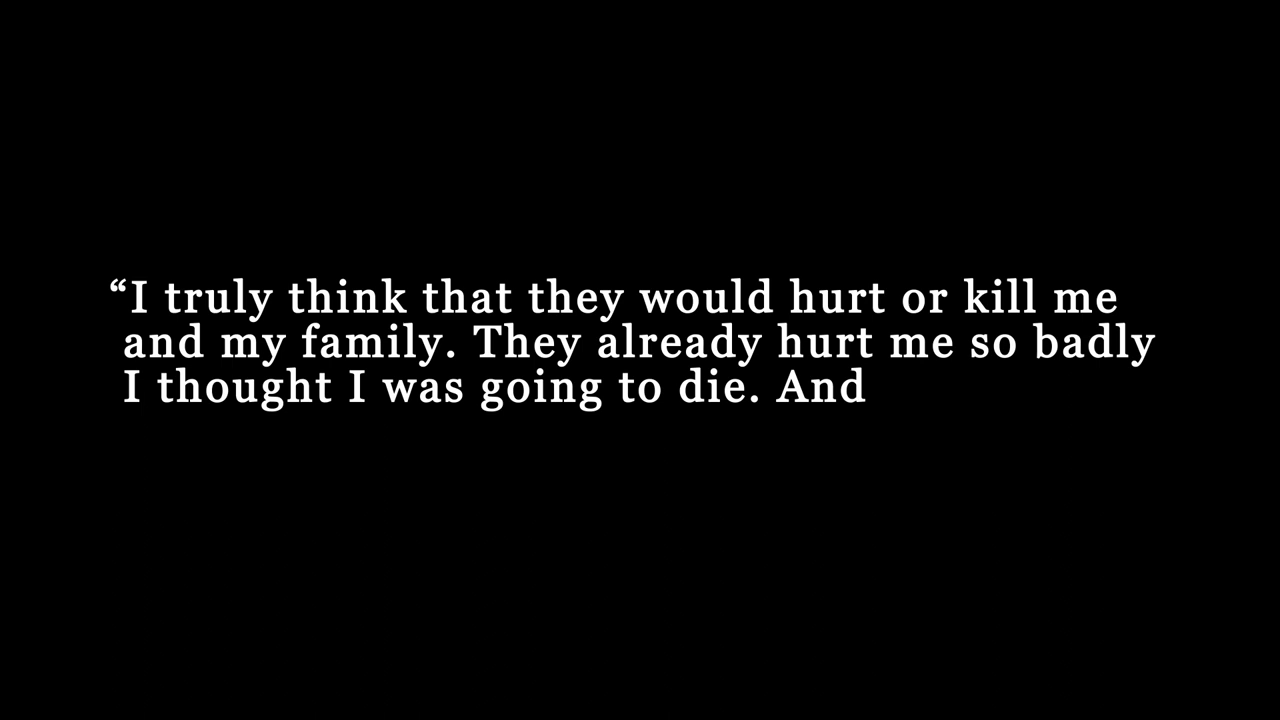 “I truly think that they would hurt or kill me
and my family. They already hurt me so badly
I thought I was going to die. And